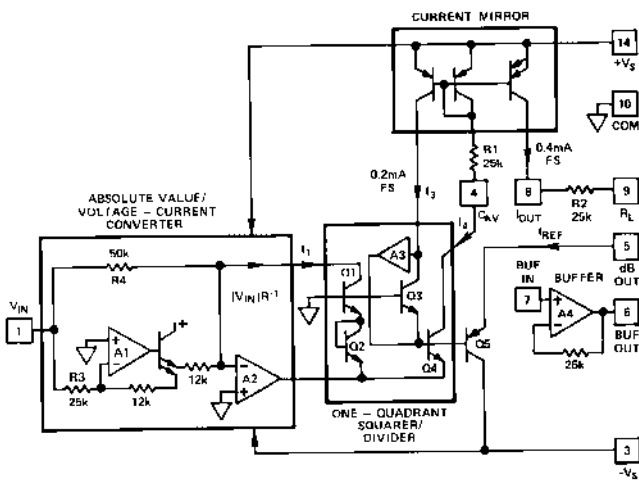 CURRENT MIRROR
14
+VS
10
COM
R1
25k
0.2mA
FS
0.4mA
FS
I3
4
CAV
8
IOUT
R2
25k
9
RL
ABSOLUTE VALUE/
VOLTAGE – CURRENT
CONVERTER
I4
IREF
5
dB
OUT
50k
R4
I1
|VIN|R-1
A3
Q1
Q3
BUF
IN
BUFFER
7
A4
6
BUF
OUT
VIN
1
A1
+
Q2
Q4
Q5
25k
R3
25k
12k
12k
A2
ONE – QUADRANT
SQUARER/
DIVIDER
3
-VS